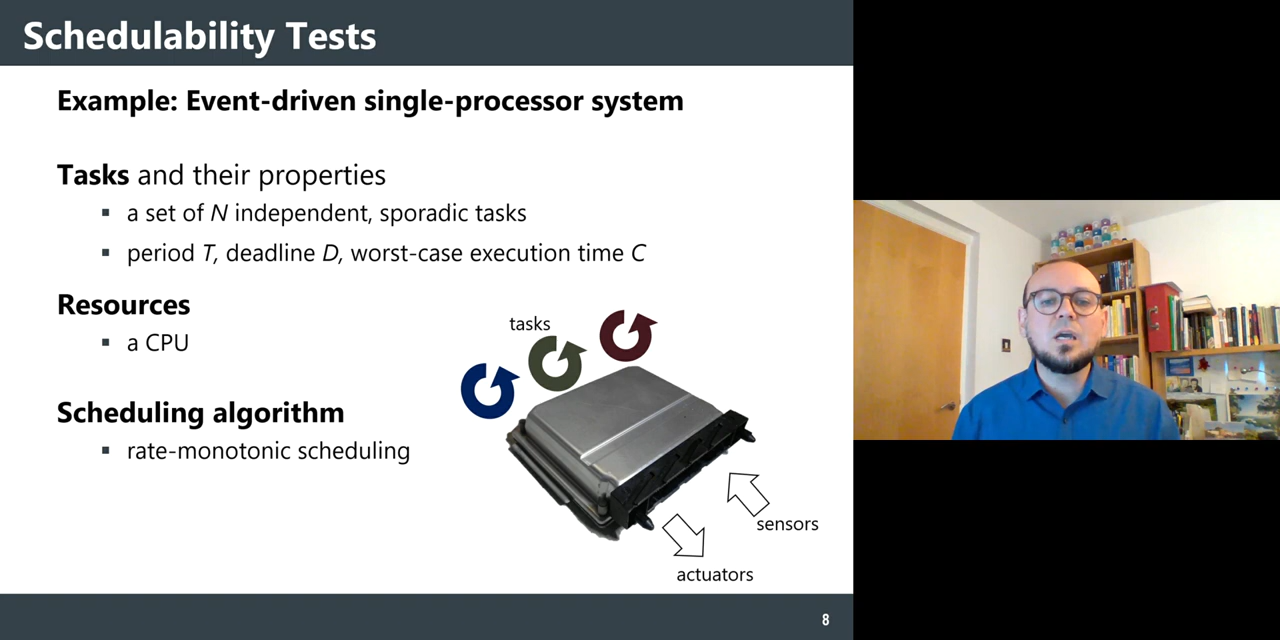 Schedulability Tests
Example: Event-driven single-processor system
Tasks and their properties
▪ a set of N independent, sporadic tasks
▪ period T, deadline D, worst-case execution time C
Resources
▪ a CPU
Scheduling algorithm
▪ rate-monotonic scheduling
tasks
sensors
actuators
8